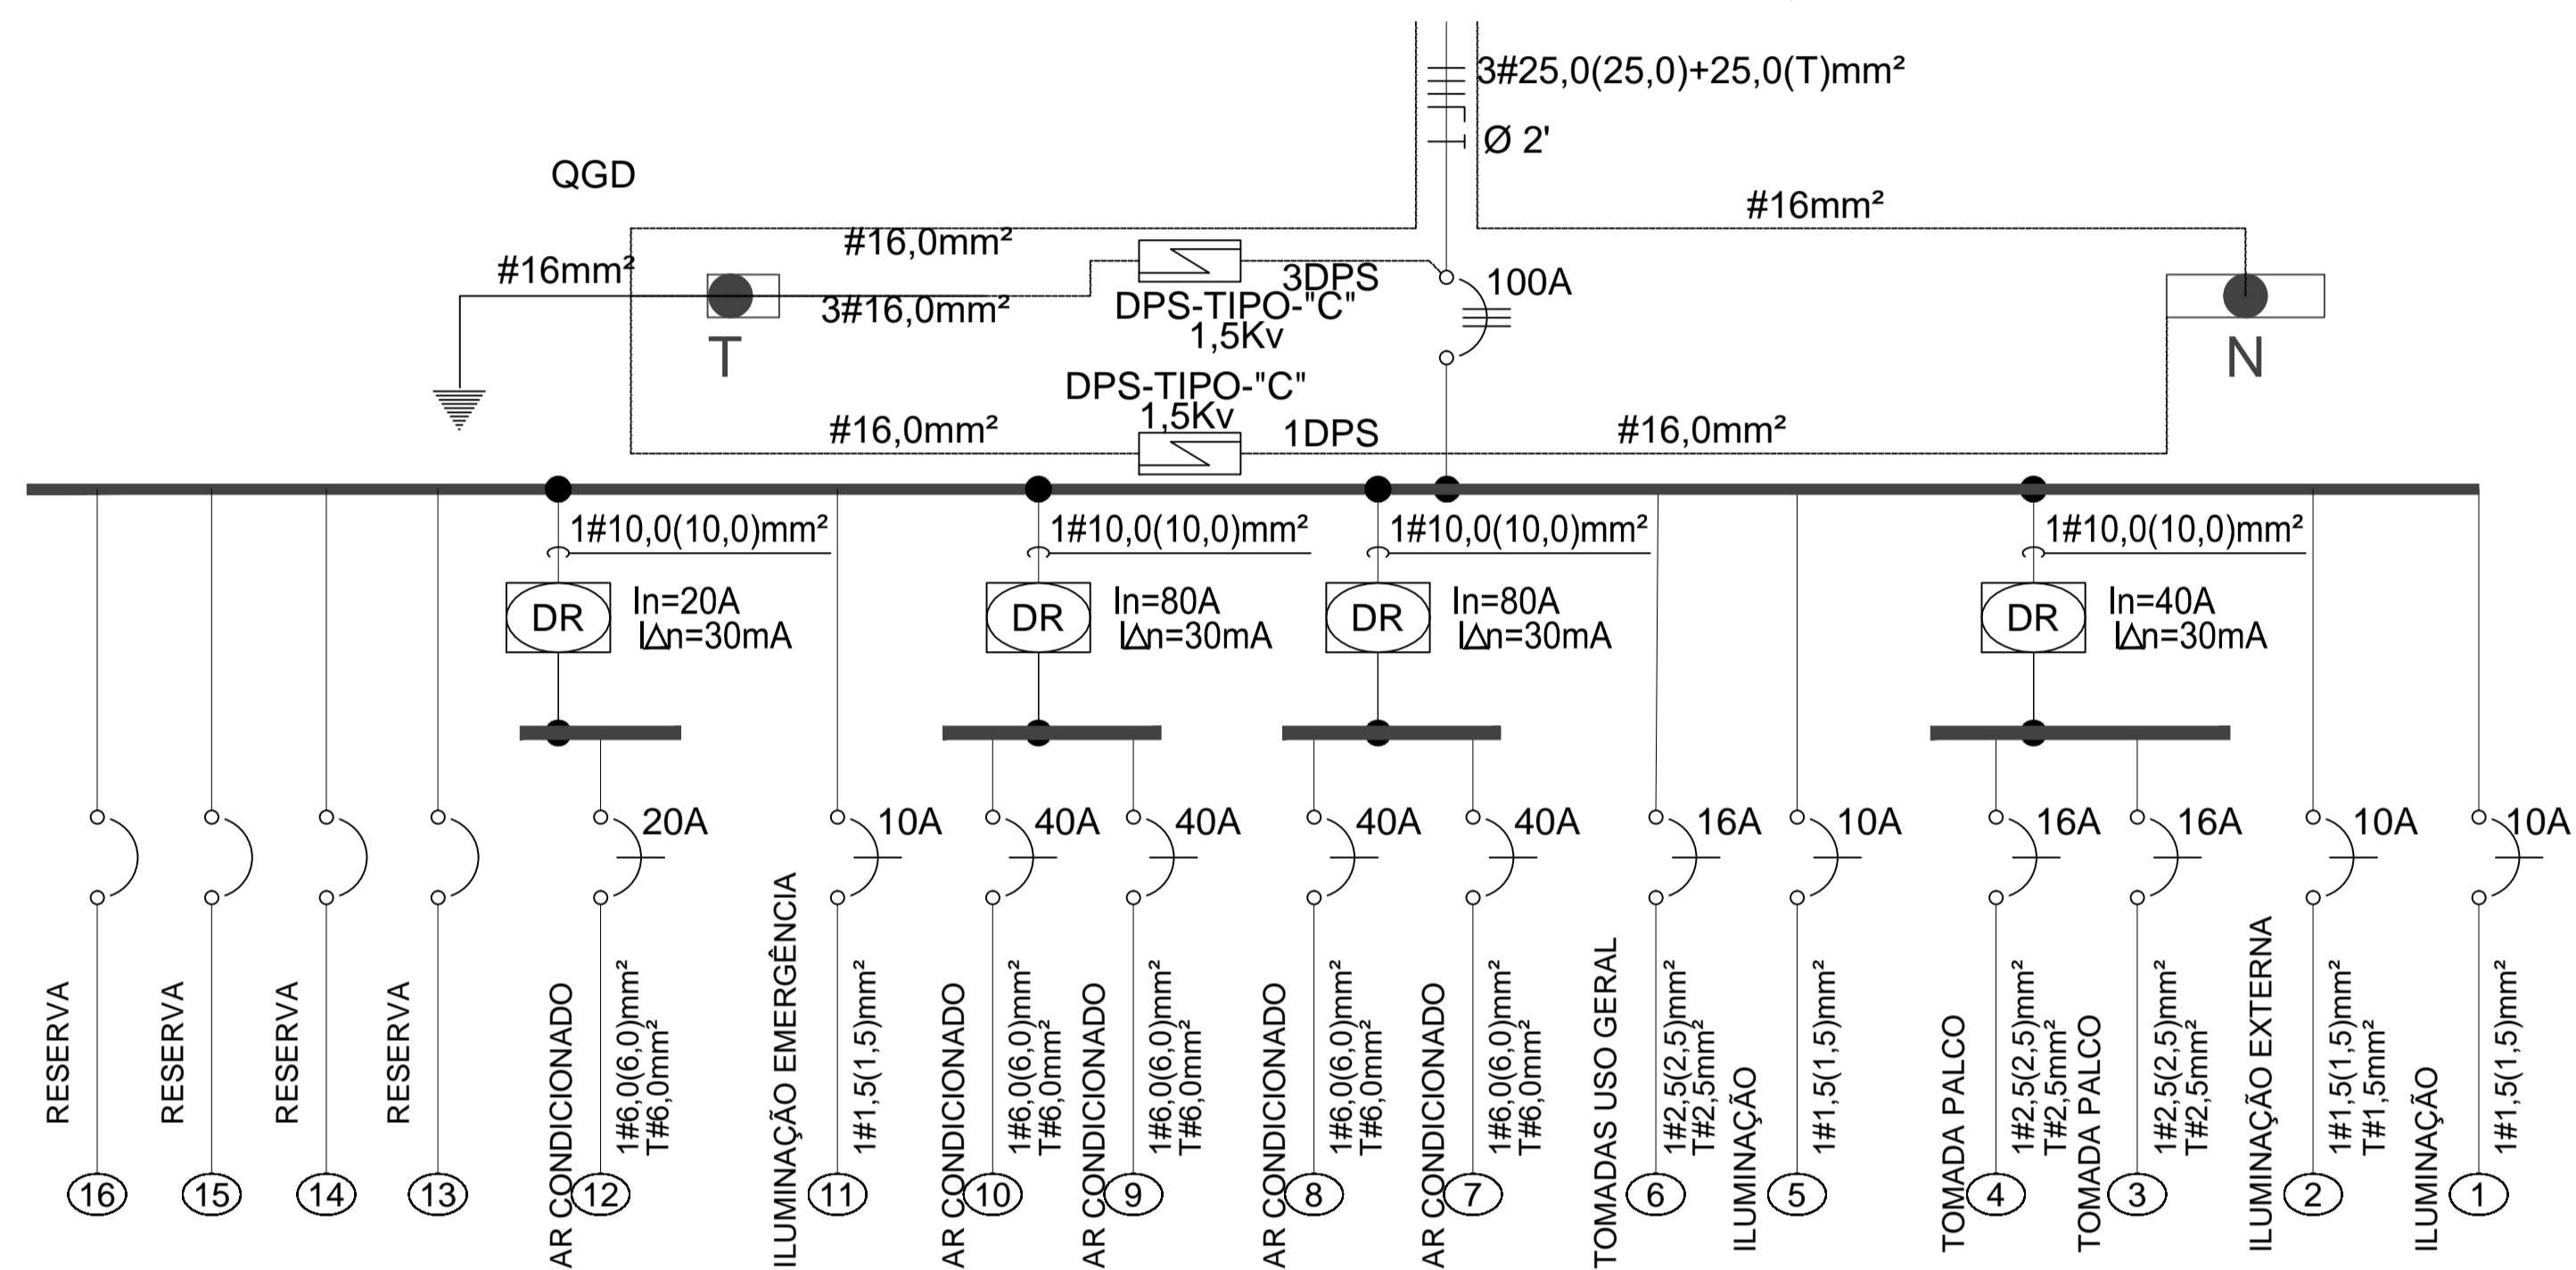 3#25,0(25,0)+25,0(T)mm²
Ø 2'
QGD
#16mm²
#16,0mm²
#16mm²
3DPS
100A
3#16,0mm²
DPS-TIPO-"C"
1,5Kv
T
N
DPS-TIPO-"C"
1,5Kv
#16,0mm²
1DPS
#16,0mm²
1#10,0(10,0)mm²
1#10,0(10,0)mm²
1#10,0(10,0)mm²
1#10,0(10,0)mm²
DR
In=20A
I△n=30mA
DR
In=80A
I△n=30mA
DR
In=80A
I△n=30mA
DR
In=40A
I△n=30mA
20A
10A
40A
40A
40A
40A
16A
10A
16A
16A
10A
10A
RESERVA
RESERVA
RESERVA
RESERVA
AR CONDICIONADO
1#6,0(6,0)mm²
T#6,0mm²
ILUMINAÇÃO EMERGÊNCIA
1#1,5(1,5)mm²
AR CONDICIONADO
1#6,0(6,0)mm²
T#6,0mm²
AR CONDICIONADO
1#6,0(6,0)mm²
T#6,0mm²
AR CONDICIONADO
1#6,0(6,0)mm²
T#6,0mm²
AR CONDICIONADO
1#6,0(6,0)mm²
T#6,0mm²
TOMADAS USO GERAL
1#2,5(2,5)mm²
T#2,5mm²
ILUMINAÇÃO
1#1,5(1,5)mm²
TOMADA PALCO
1#2,5(2,5)mm²
T#2,5mm²
TOMADA PALCO
1#2,5(2,5)mm²
T#2,5mm²
ILUMINAÇÃO EXTERNA
1#1,5(1,5)mm²
T#1,5mm²
ILUMINAÇÃO
1#1,5(1,5)mm²
16
15
14
13
12
11
10
9
8
7
6
5
4
3
2
1